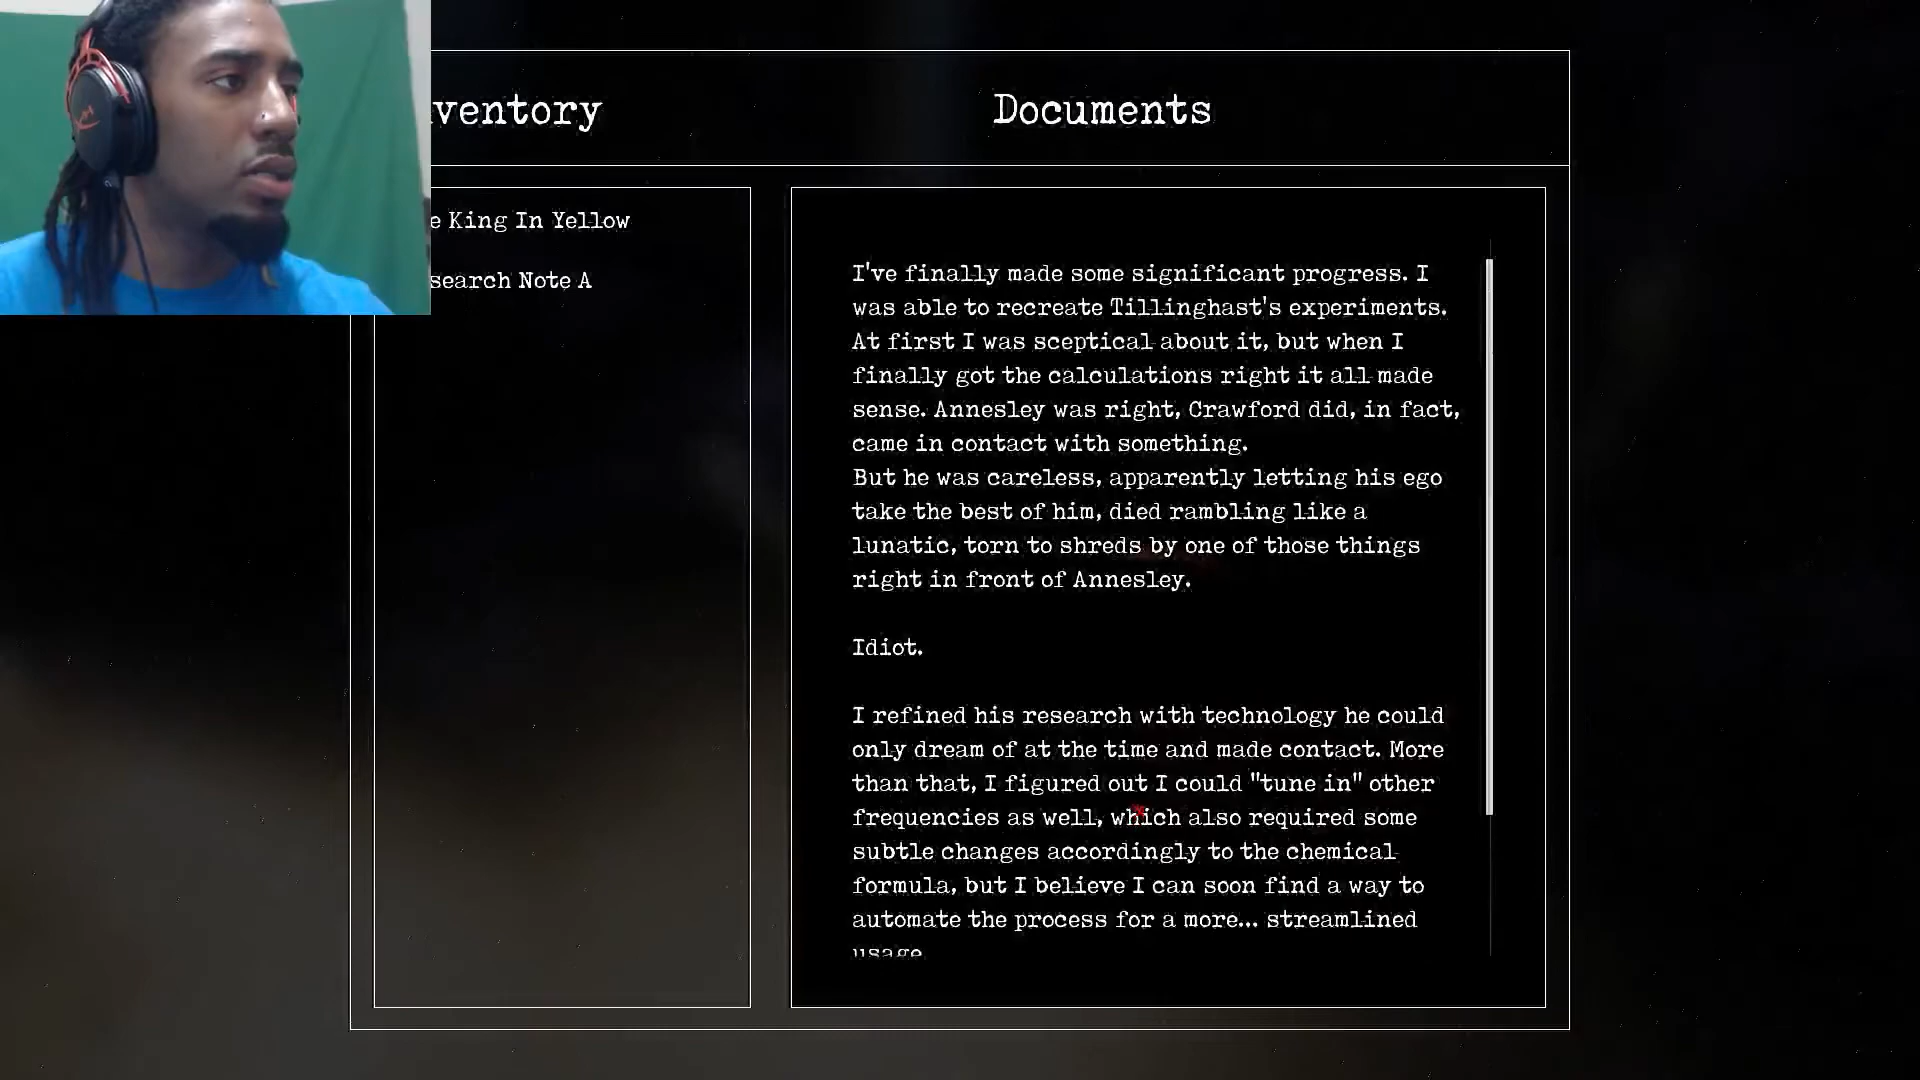 ventory
Documents
e King In Yellow
search Note A
I've finally made some significant progress. I
was able to recreate Tillinghast's experiments.
At first I was sceptical about it, but when I
finally got the calculations right it all made
sense. Annesley was right, Crawford did, in fact,
came in contact with something.
But he was careless, apparently letting his ego
take the best of him, died rambling like a
lunatic, torn to shreds by one of those things
right in front of Annesley.
Idiot.
I refined his research with technology he could
only dream of at the time and made contact. More
than that, I figured out I could "tune in" other
frequencies as well, which also required some
subtle changes accordingly to the chemical
formula, but I believe I can soon find a way to
automate the process for a more... streamlined
usage